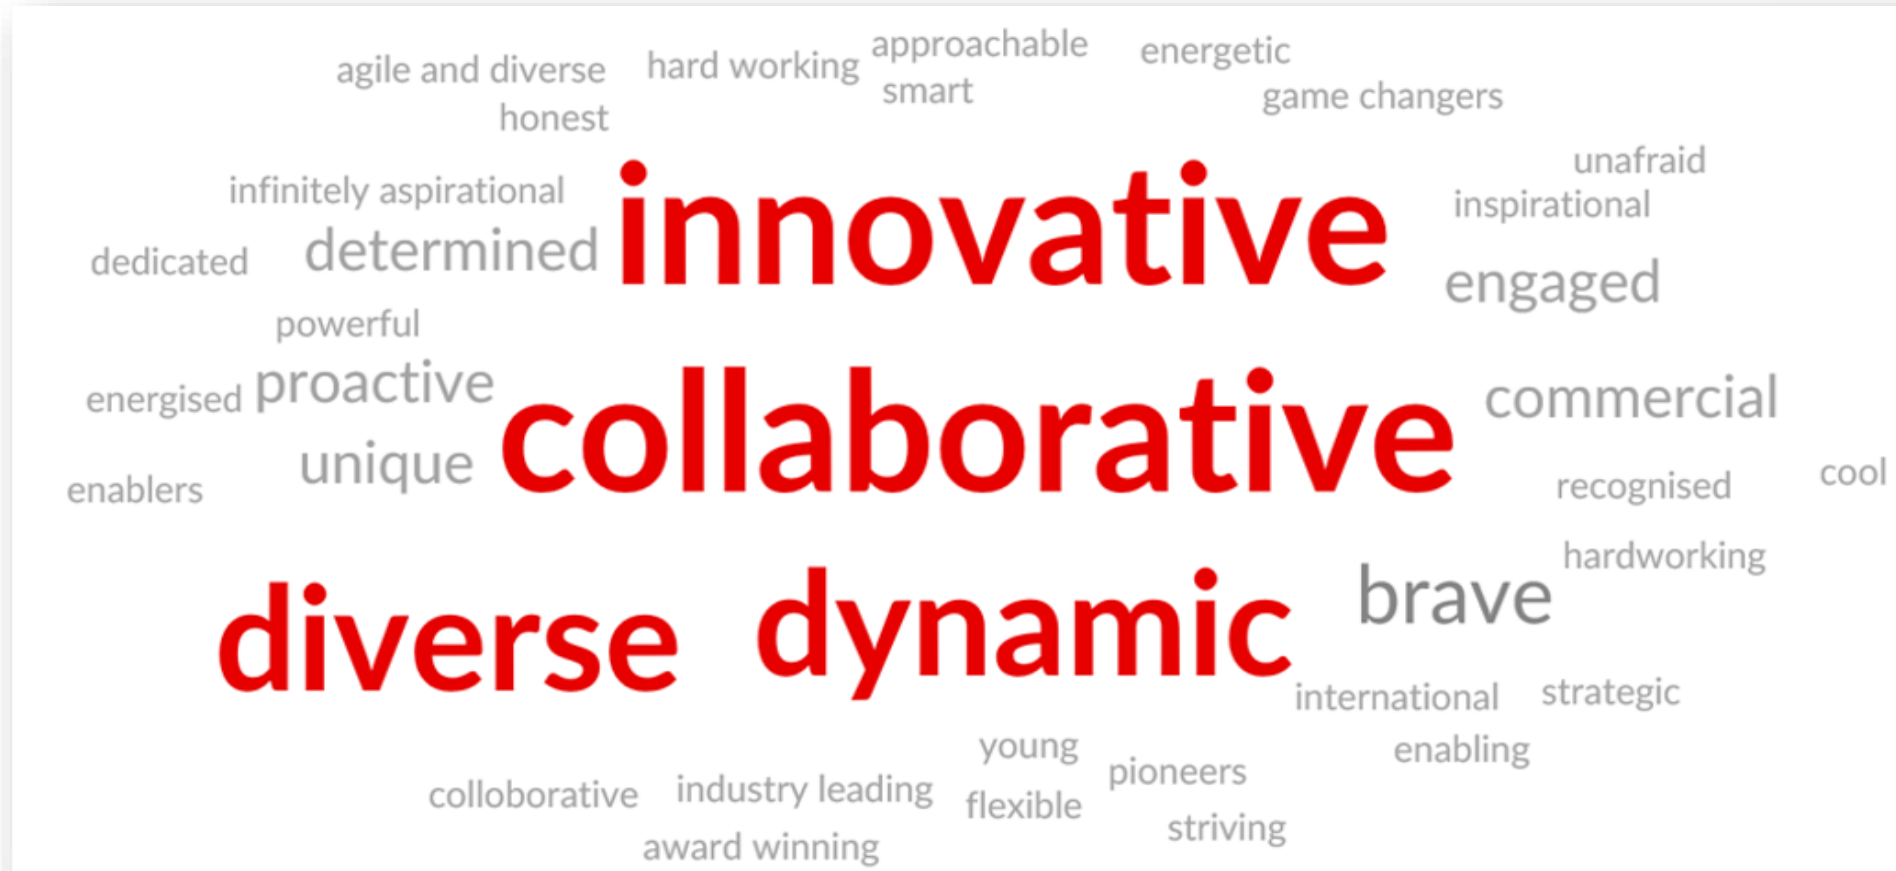 approachable
energetic
agile and diverse
hard working
smart
game changers
honest
unafraid
infinitely aspirational
innovative
inspirational
dedicated
determined
engaged
powerful
energised
proactive
collaborative
commercial
unique
enablers
recognised
cool
hardworking
diverse
dynamic
brave
international
strategic
young
enabling
pioneers
colloborative
industry leading
flexible
striving
award winning